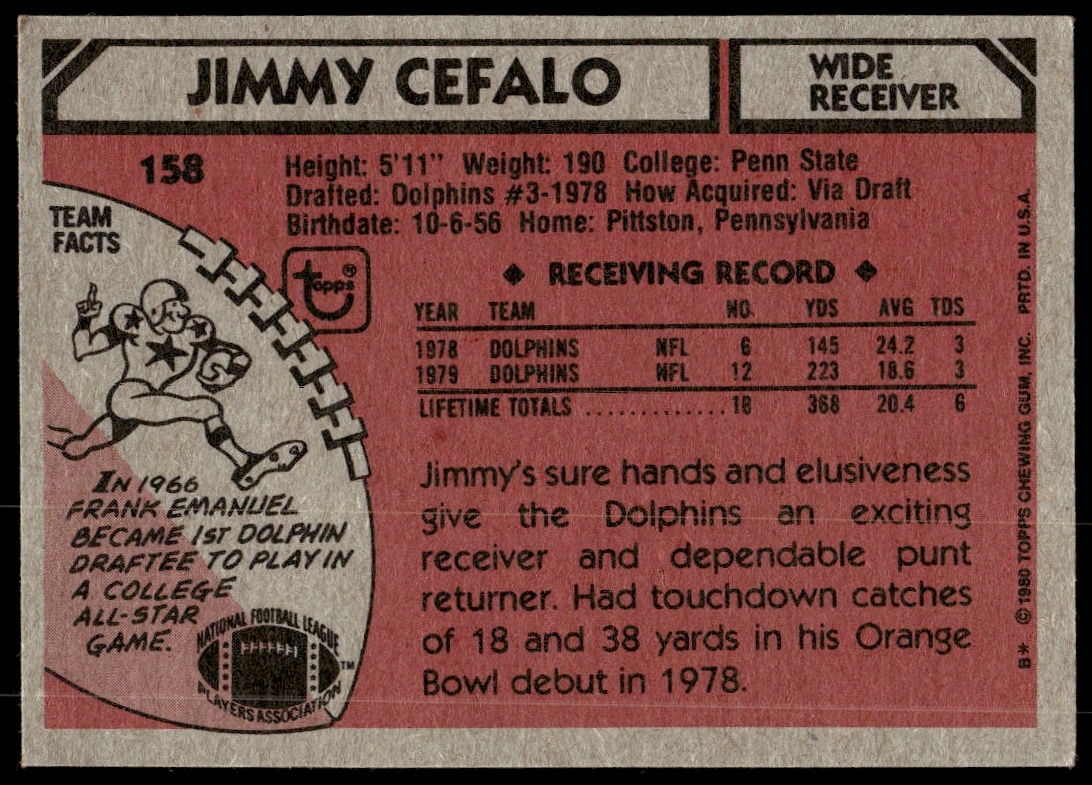 JIMMY CEFALO
WIDE
RECEIVER
158
Height: 5'11" Weight: 190 College: Penn State
Drafted: Dolphins #3-1978 How Acquired: Via Draft
Birthdate: 10-6-56 Home: Pittston, Pennsylvania
TEAM
FACTS
topps®
◆ RECEIVING RECORD ◆
YEAR TEAM NO. YDS AVG TDS
1978 DOLPHINS NFL 6 145 24.2 3
1979 DOLPHINS NFL 12 223 18.6 3
LIFETIME TOTALS ............. 18 368 20.4 6
Jimmy's sure hands and elusiveness
give the Dolphins an exciting
receiver and dependable punt
returner. Had touchdown catches
of 18 and 38 yards in his Orange
Bowl debut in 1978.
IN 1966
FRANK EMANUEL
BECAME 1ST DOLPHIN
DRAFTEE TO PLAY IN
A COLLEGE
ALL-STAR
GAME.
NATIONAL FOOTBALL LEAGUE
PLAYERS ASSOCIATION
TM
B* © 1980 TOPPS CHEWING GUM, INC. PRTD. IN U.S.A.